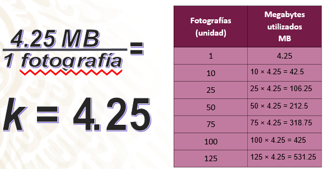 4.25 MB
1 fotografía
=
k = 4.25
Fotografías (unidad) Megabytes utilizados MB
1 4.25
10 10 × 4.25 = 42.5
25 25 × 4.25 = 106.25
50 50 × 4.25 = 212.5
75 75 × 4.25 = 318.75
100 100 × 4.25 = 425
125 125 × 4.25 = 531.25